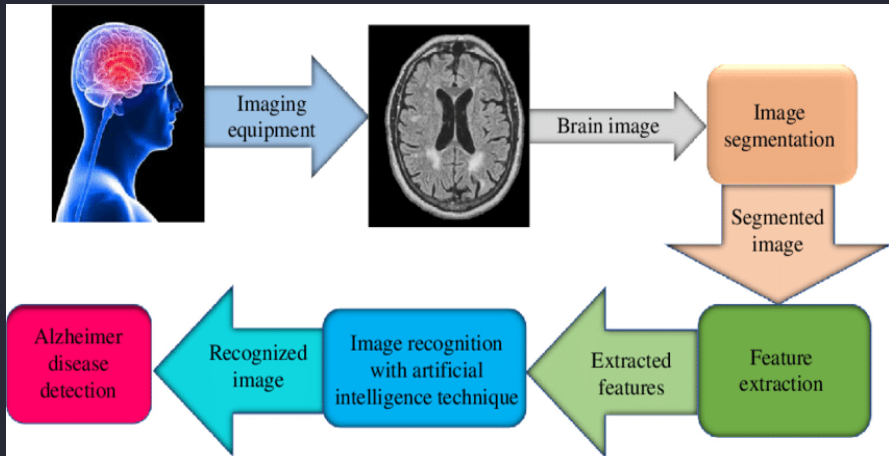 Imaging
equipment
Brain image
Image
segmentation
Segmented
image
Feature
extraction
Extracted
features
Image recognition
with artificial
intelligence technique
Recognized
image
Alzheimer
disease
detection